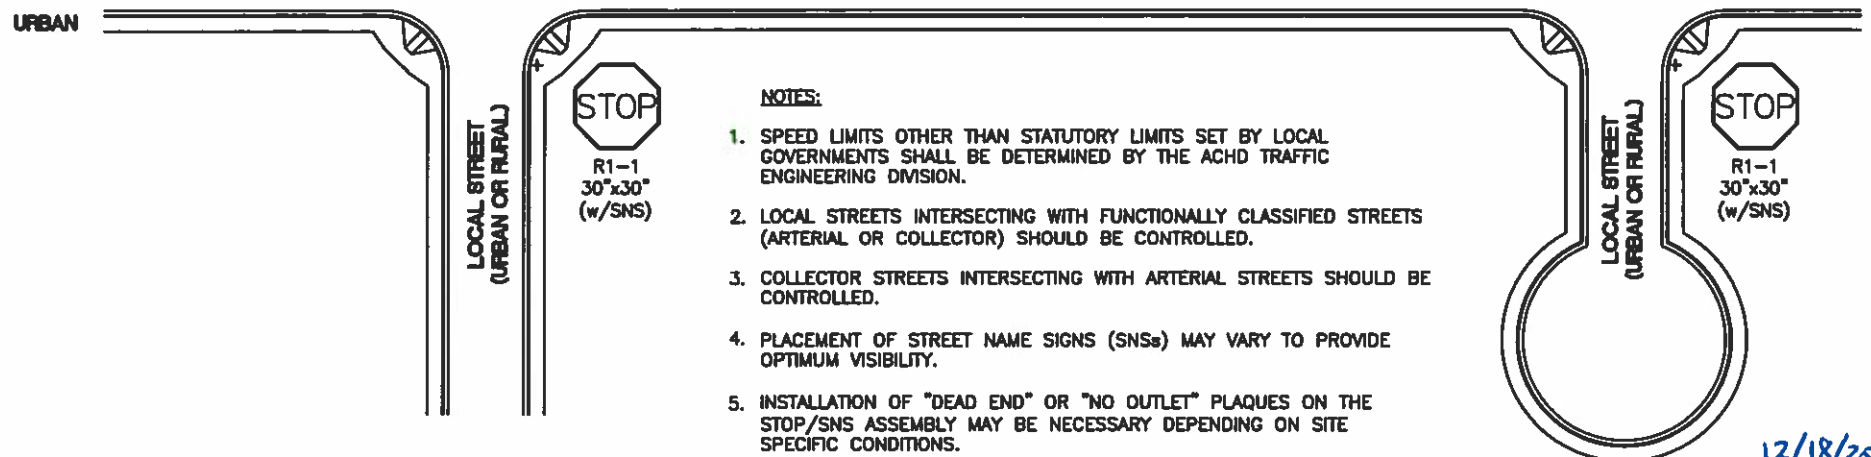 URBAN
STOP
R1-1
30"x30"
(w/SNS)
LOCAL STREET
(URBAN OR RURAL)
NOTES:
1. SPEED LIMITS OTHER THAN STATUTORY LIMITS SET BY LOCAL
GOVERNMENTS SHALL BE DETERMINED BY THE ACHD TRAFFIC
ENGINEERING DIVISION.
2. LOCAL STREETS INTERSECTING WITH FUNCTIONALLY CLASSIFIED STREETS
(ARTERIAL OR COLLECTOR) SHOULD BE CONTROLLED.
3. COLLECTOR STREETS INTERSECTING WITH ARTERIAL STREETS SHOULD BE
CONTROLLED.
4. PLACEMENT OF STREET NAME SIGNS (SNSs) MAY VARY TO PROVIDE
OPTIMUM VISIBILITY.
5. INSTALLATION OF "DEAD END" OR "NO OUTLET" PLAQUES ON THE
STOP/SNS ASSEMBLY MAY BE NECESSARY DEPENDING ON SITE
SPECIFIC CONDITIONS.
LOCAL STREET
(URBAN OR RURAL)
STOP
R1-1
30"x30"
(w/SNS)
12/18/20